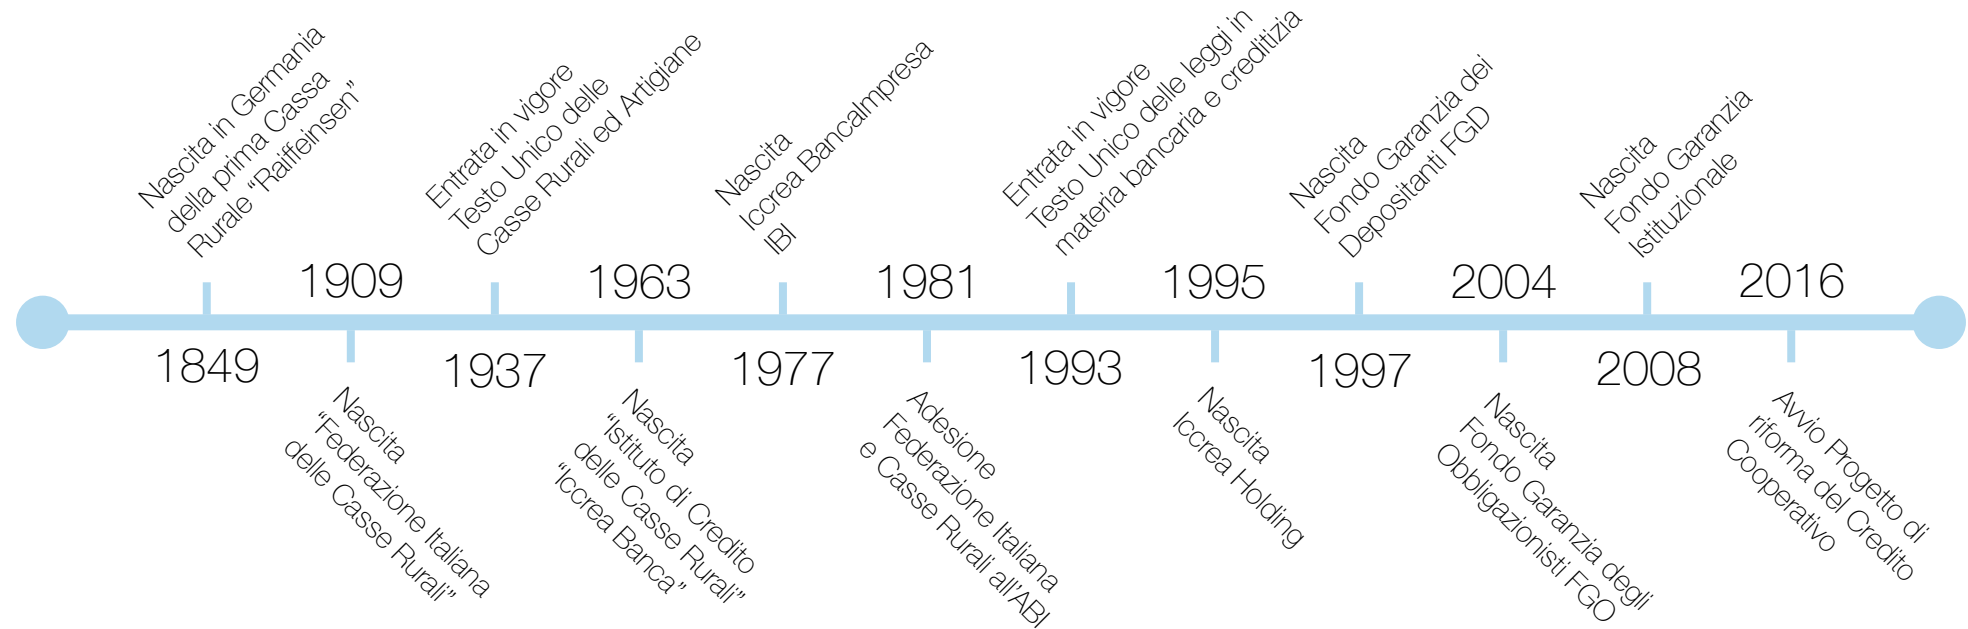 Nascita in Germania
della prima Cassa
Rurale “Raiffeinsen”
1849
1909
Nascita
“Federazione Italiana
delle Casse Rurali”
Entrata in vigore
Testo Unico delle
Casse Rurali ed Artigiane
1937
1963
Nascita
“Istituto di Credito
delle Casse Rurali”
“Iccrea Banca”
Nascita
Iccrea BancaImpresa
IBI
1977
1981
Adesione
Federazione Italiana
e Casse Rurali all’ABI
Entrata in vigore
Testo Unico delle leggi in
materia bancaria e creditizia
1993
1995
Nascita
Iccrea Holding
Nascita
Fondo Garanzia dei
Depositanti FGD
1997
2004
Nascita
Fondo Garanzia degli
Obbligazionisti FGO
Nascita
Fondo Garanzia
Istituzionale
2008
2016
Avvio Progetto di
riforma del Credito
Cooperativo